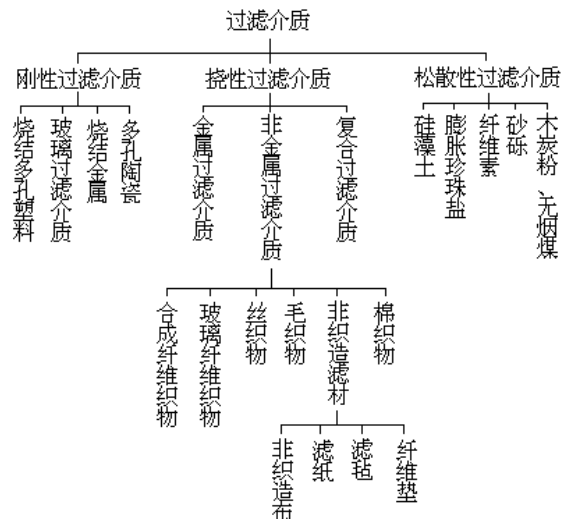 过滤介质
刚性过滤介质
挠性过滤介质
松散性过滤介质
烧结多孔塑料
玻璃过滤介质
烧结金属
多孔陶瓷
金属过滤介质
非金属过滤介质
复合过滤介质
硅藻土
膨胀珍珠盐
纤维素
砂砾
木炭粉、无烟煤
合成纤维织物
玻璃纤维织物
丝织物
毛织物
非织造滤材
棉织物
非织造布
滤纸
滤毡
纤维垫